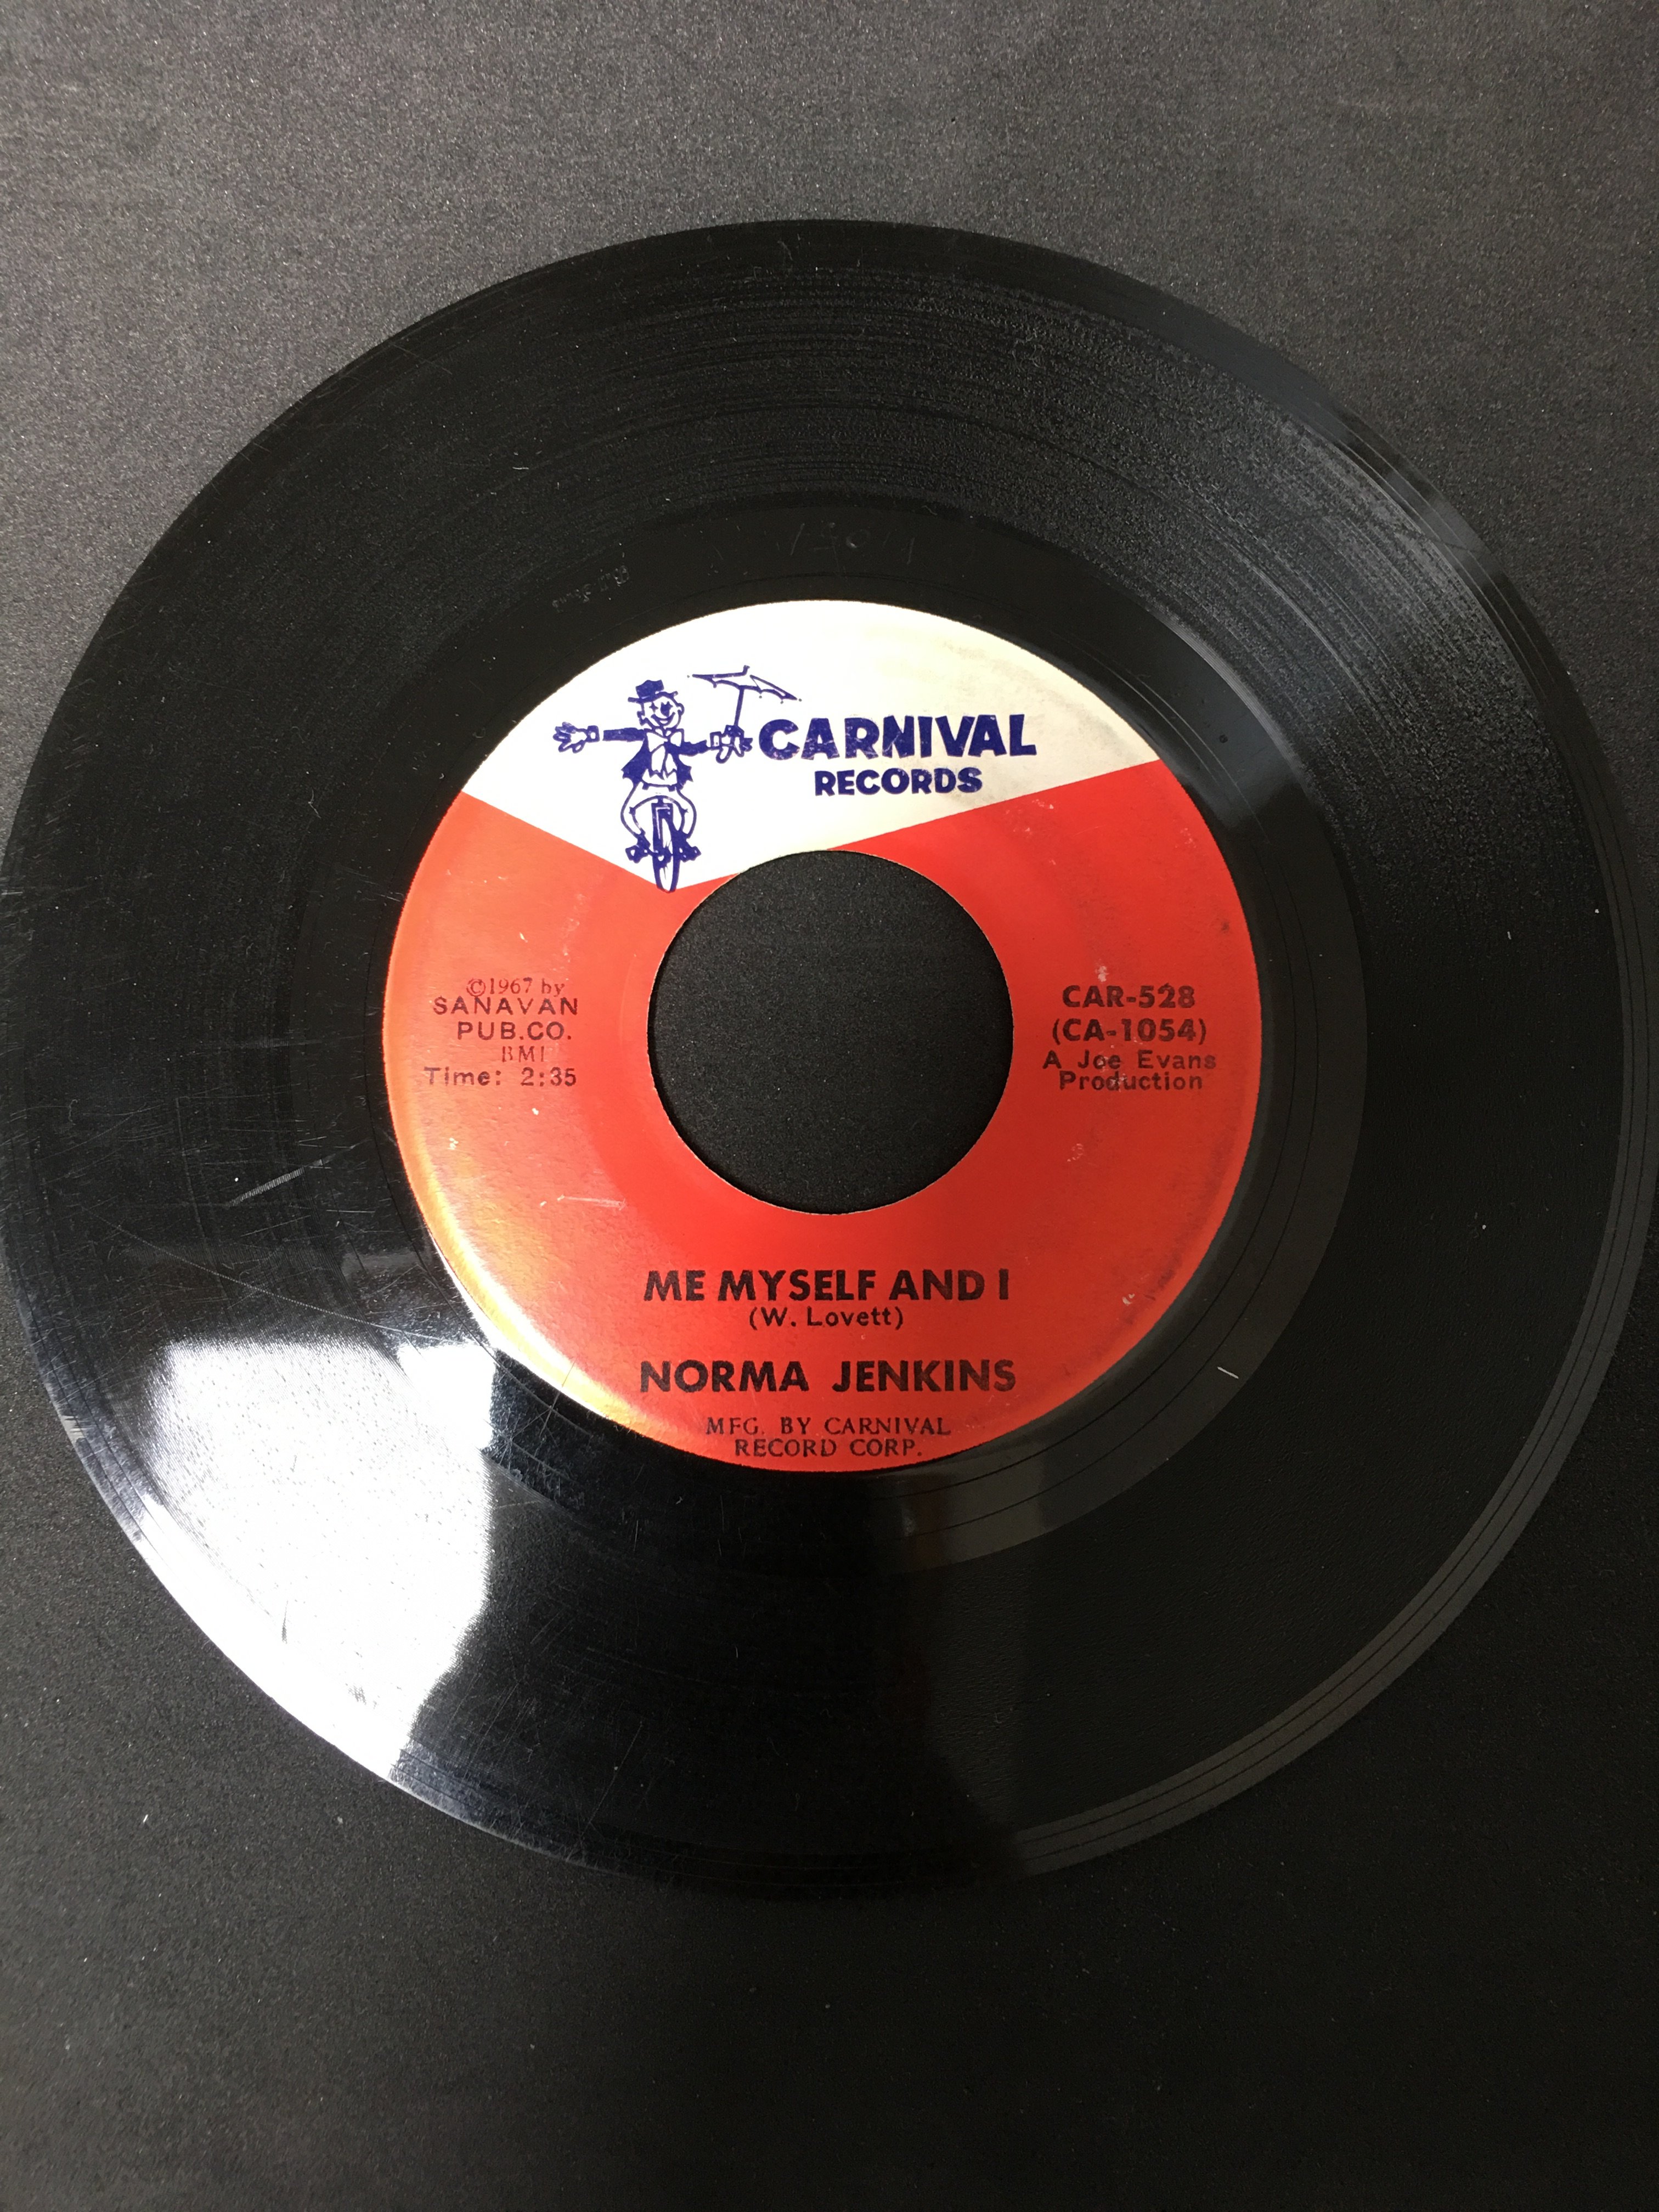 CARNIVAL
RECORDS
©1967 by
SANAVAN
PUB.CO.
BMI
Time: 2:35
CAR-528
(CA-1054)
A Joe Evans
Production
ME MYSELF AND I
(W. Lovett)
NORMA JENKINS
MFG. BY CARNIVAL
RECORD CORP.